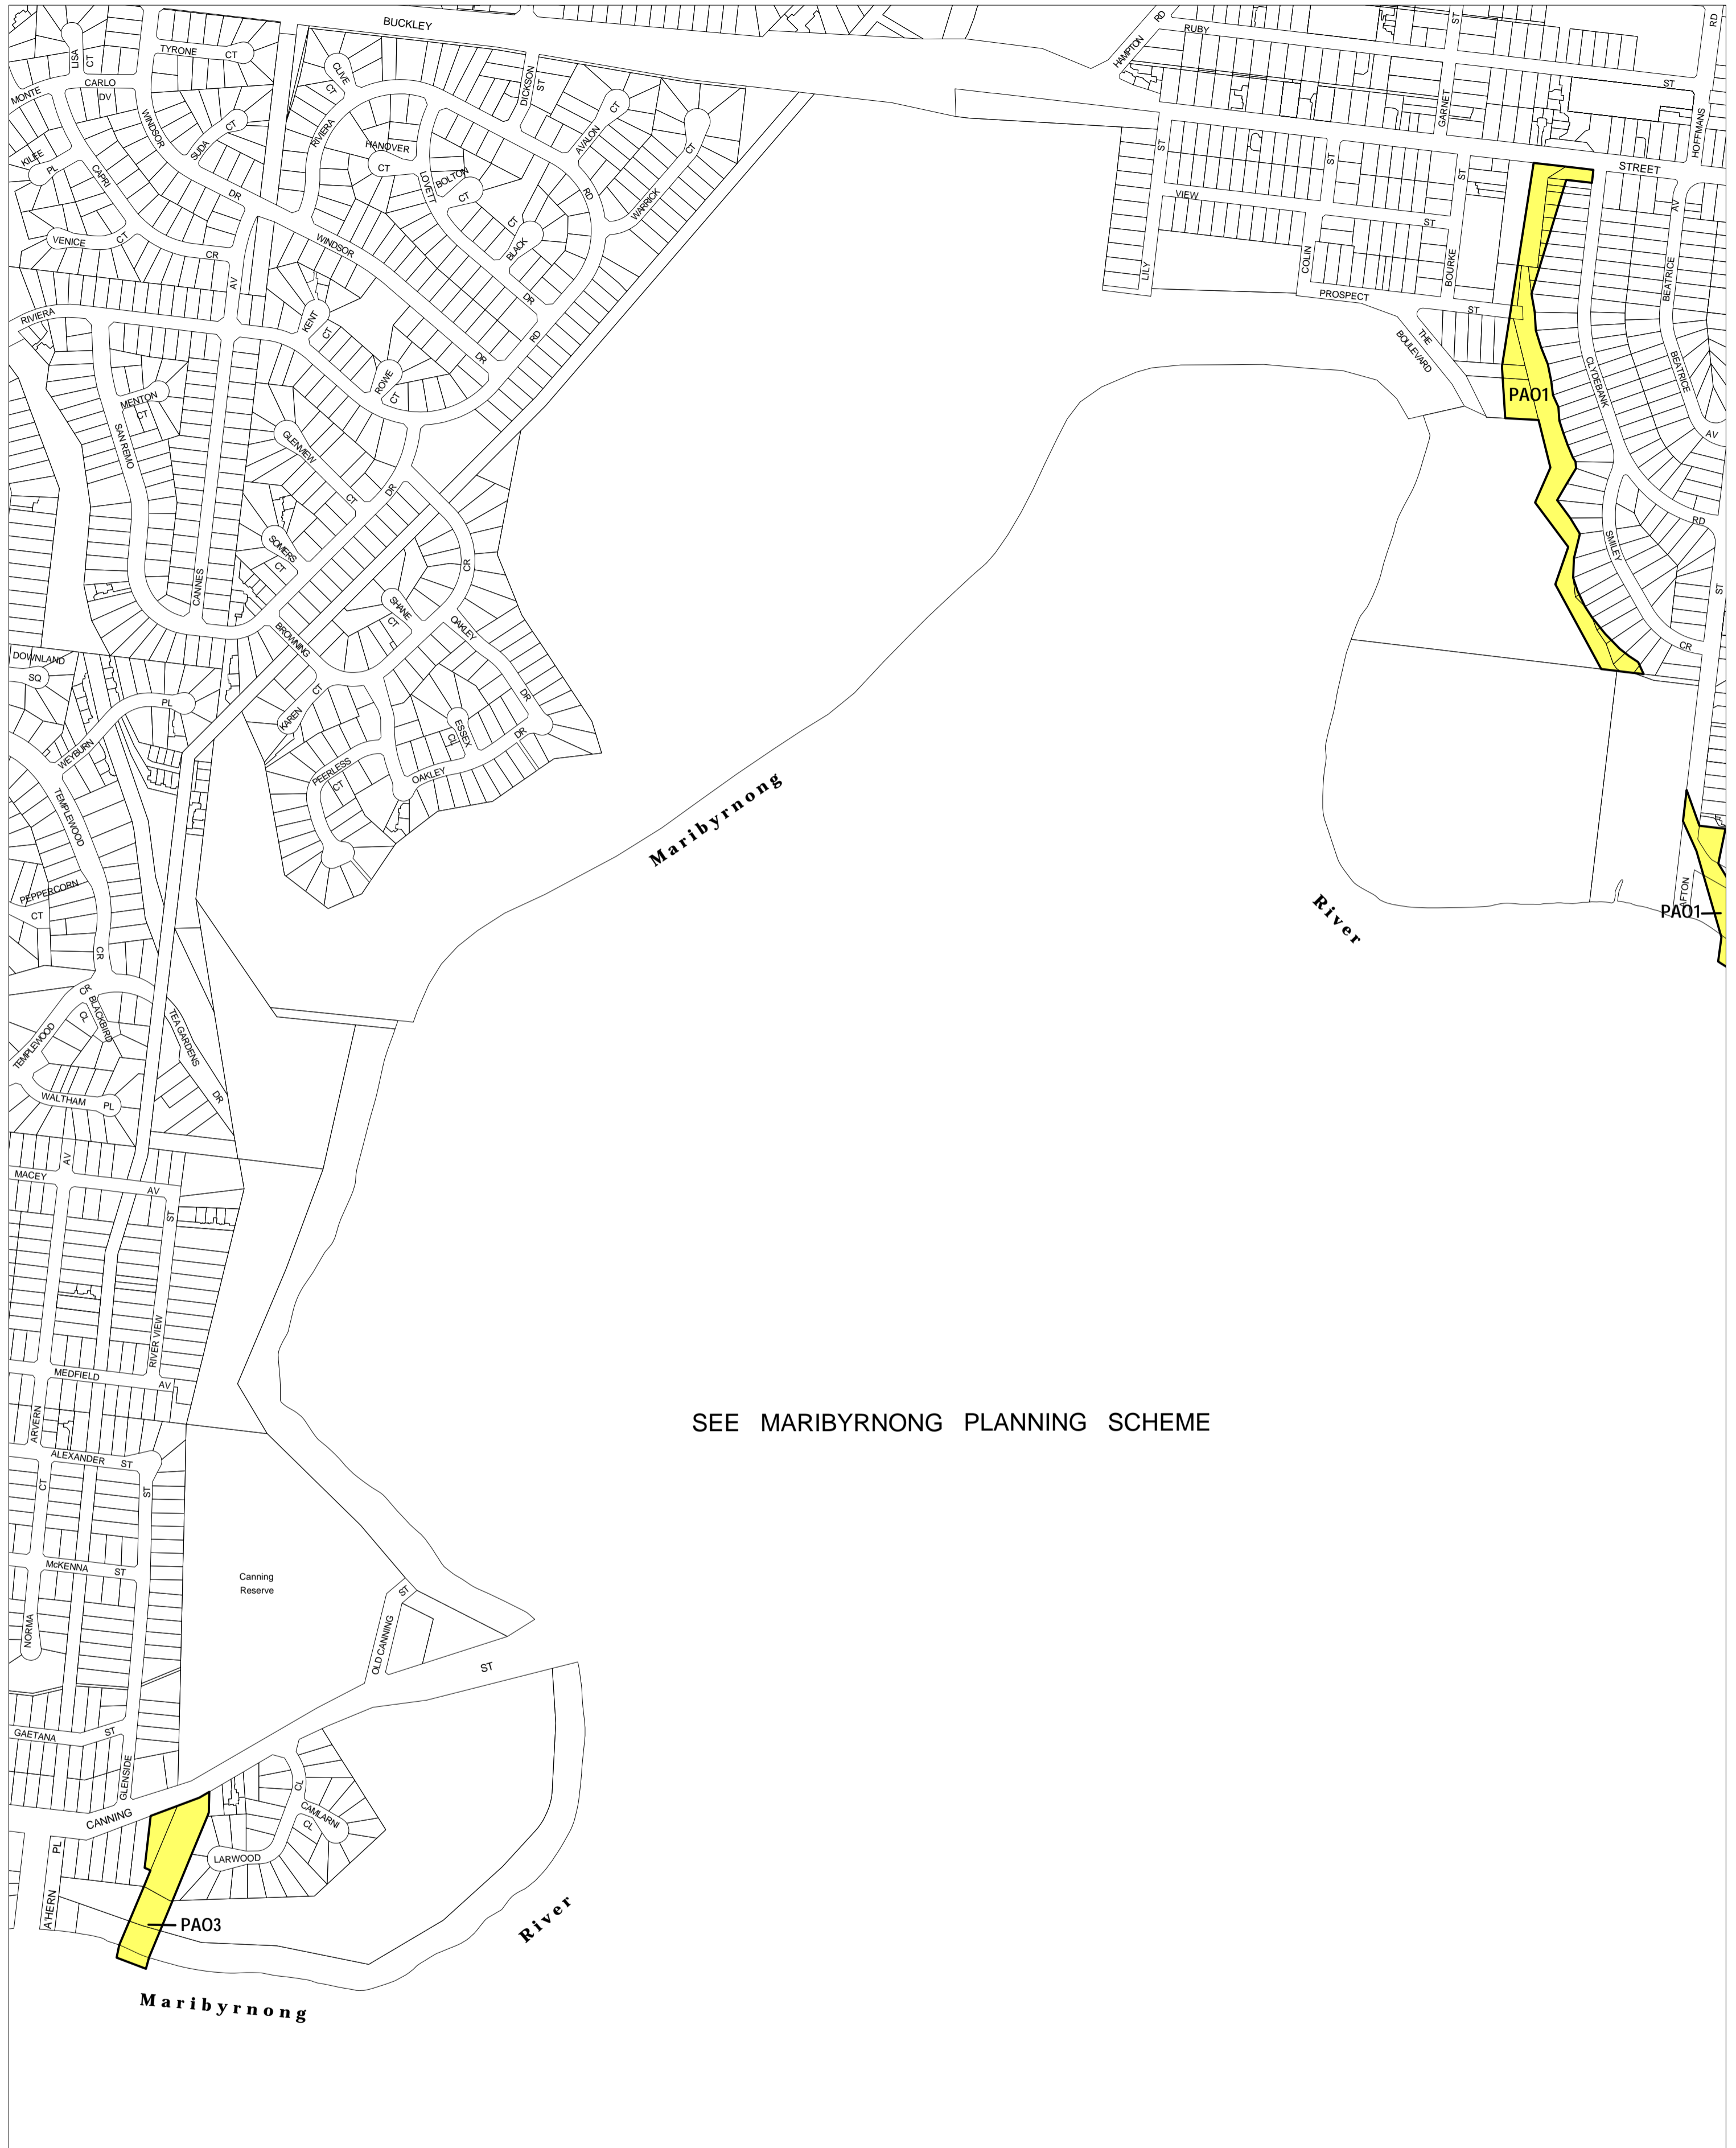 BUCKLEY
TYRONE CT
LISA CT
CLIVE CT
DICKSON ST
CARLO DV
MONTE
WINDSOR
SUDA CT
RIVIERA
HANOVER CT
AVALON CT
KILEE PL
CAPRI CT
LOVETT
BOLTON CT
DR
RD
WARRICK CT
BLACK CT
VENICE
CR
WINDSOR DR
AV
DR
RD
KENT CT
RIVIERA
ROWE CT
MENTON CT
SAN REMO
GLENVIEW CT
DR
SOMERS CT
CANNES
CR
SHANE CT
BROWNING
OAKLEY DR
DOWNLAND SQ
KAREN CT
PL
WEYBURN
ESSEX CL
DR
PEERLESS CT
OAKLEY
TEMPLEWOOD
PEPPERCORN CT
CR
CR
BLACKBIRD CL
TEMPLEWOOD
TEA GARDENS DR
WALTHAM PL
AV
MACEY AV
ST
RIVER VIEW
MEDFIELD AV
ARVERN
ALEXANDER ST
CT
ST
McKENNA ST
NORMA
Canning
Reserve
OLD CANNING ST
ST
GAETANA ST
GLENSIDE
CANNING
PL
A'HERN
CL
CAMLARNI CL
LARWOOD
PAO3
River
Maribyrnong
Maribyrnong
River
SEE MARIBYRNONG PLANNING SCHEME
RD
HAMPTON
RUBY
ST
RD
ST
GARNET
HOFFMANS
ST
ST
ST
STREET
VIEW
ST
AV
LILY
COLIN
BOURKE
BEATRICE
PROSPECT
ST
THE
BOULEVARD
CLYDEBANK
BEATRICE
PAO1
AV
RD
SMILEY
ST
CR
AFTON
PAO1